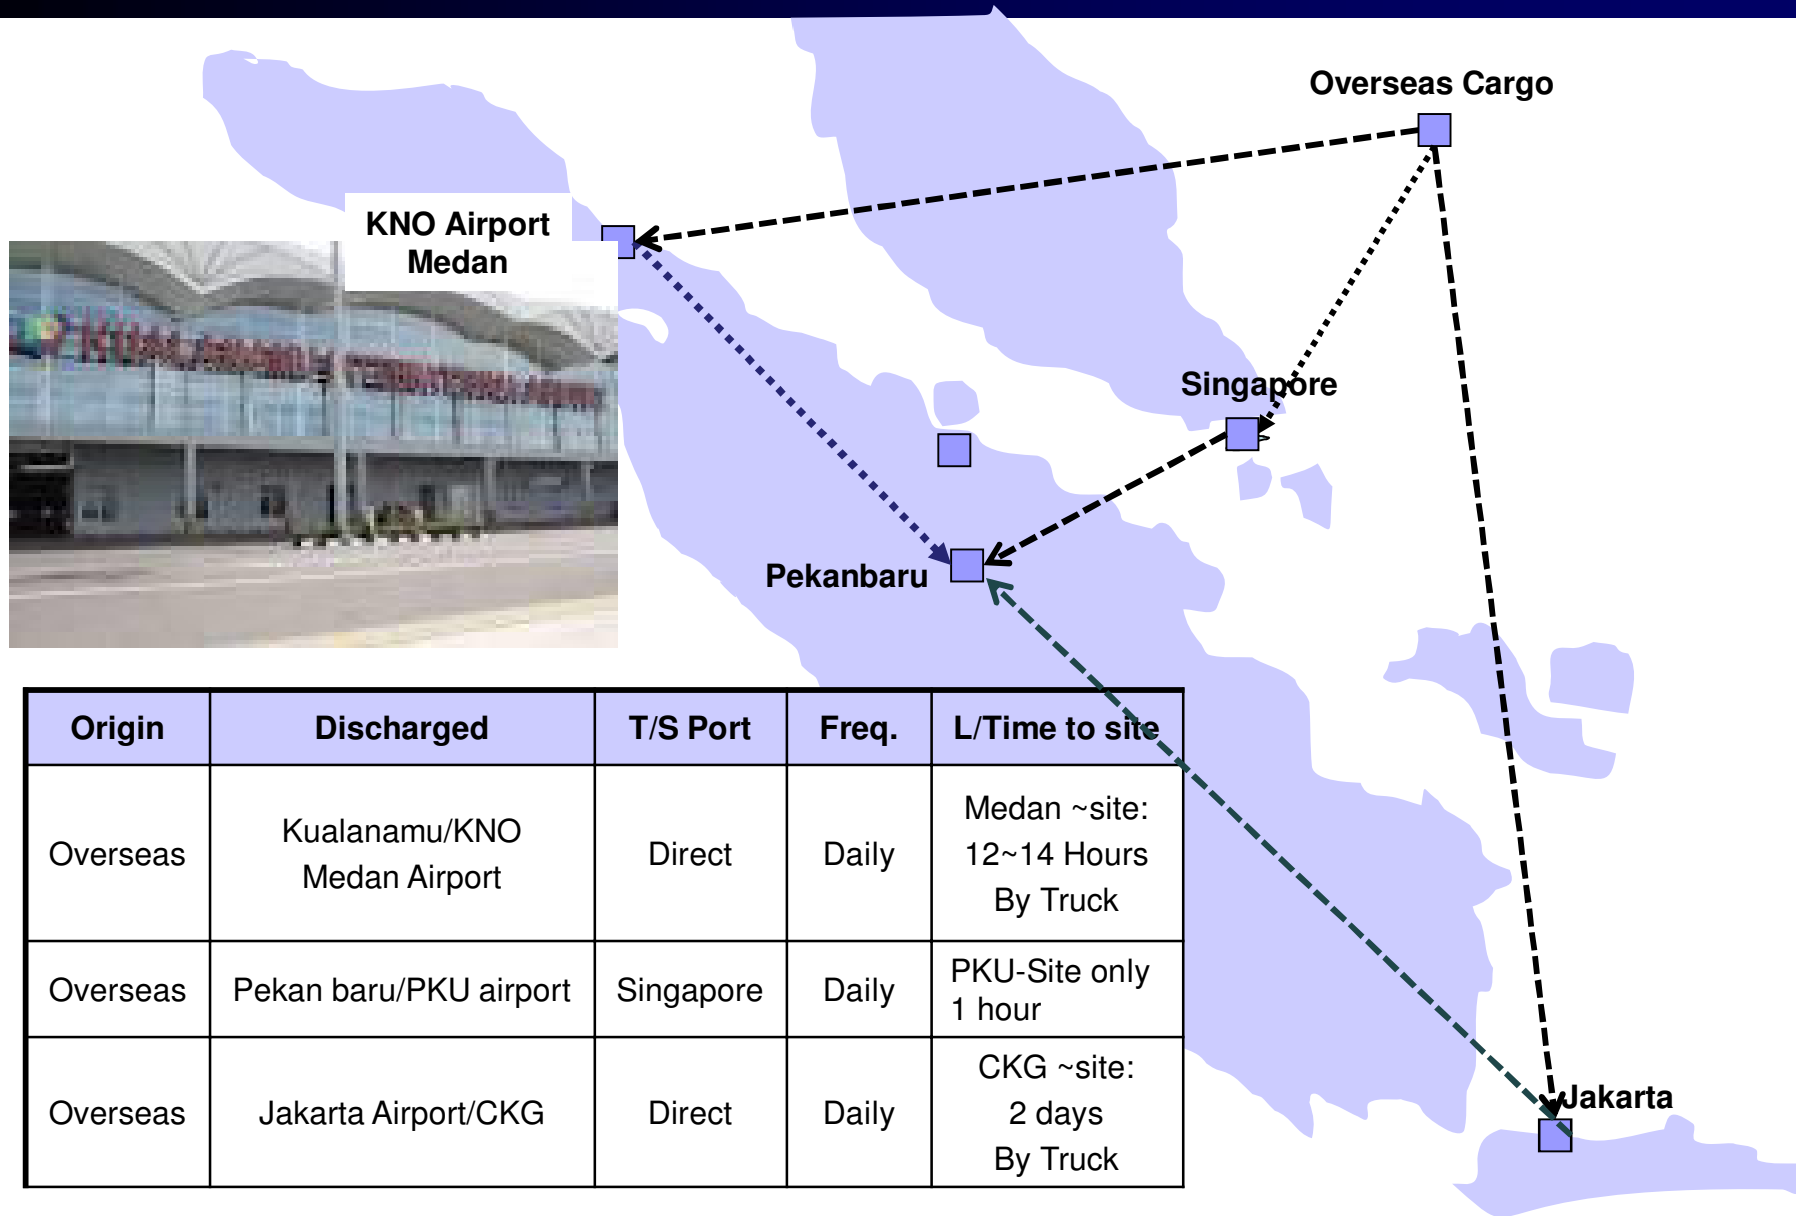 Overseas Cargo
KNO Airport
Medan
Singapore
Pekanbaru
Jakarta
Origin
Discharged
T/S Port
Freq.
L/Time to site
Overseas
Kualanamu/KNO
Medan Airport
Direct
Daily
Medan ~site:
12~14 Hours
By Truck
Overseas
Pekan baru/PKU airport
Singapore
Daily
PKU-Site only
1 hour
Overseas
Jakarta Airport/CKG
Direct
Daily
CKG ~site:
2 days
By Truck